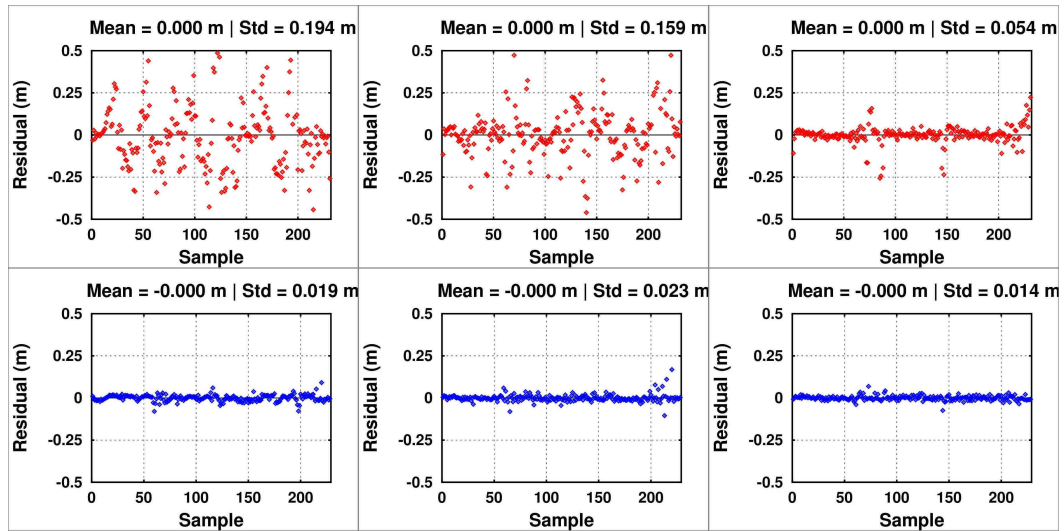 Mean = 0.000 m | Std = 0.194 m
Residual (m)
0.5
0.25
0
-0.25
-0.5
0 50 100 150 200
Sample
Mean = 0.000 m | Std = 0.159 m
Residual (m)
0.5
0.25
0
-0.25
-0.5
0 50 100 150 200
Sample
Mean = 0.000 m | Std = 0.054 m
Residual (m)
0.5
0.25
0
-0.25
-0.5
0 50 100 150 200
Sample
Mean = -0.000 m | Std = 0.019 m
Residual (m)
0.5
0.25
0
-0.25
-0.5
0 50 100 150 200
Sample
Mean = -0.000 m | Std = 0.023 m
Residual (m)
0.5
0.25
0
-0.25
-0.5
0 50 100 150 200
Sample
Mean = -0.000 m | Std = 0.014 m
Residual (m)
0.5
0.25
0
-0.25
-0.5
0 50 100 150 200
Sample